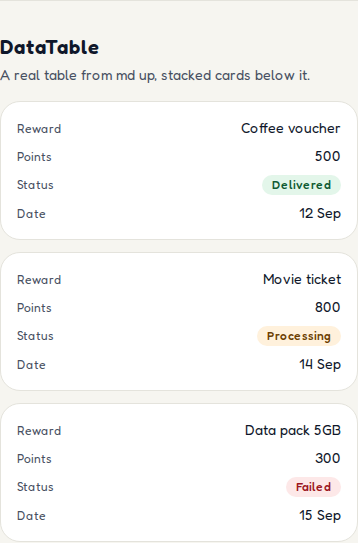 DataTable
A real table from md up, stacked cards below it.
Reward Coffee voucher
Points 500
Status Delivered
Date 12 Sep
Reward Movie ticket
Points 800
Status Processing
Date 14 Sep
Reward Data pack 5GB
Points 300
Status Failed
Date 15 Sep